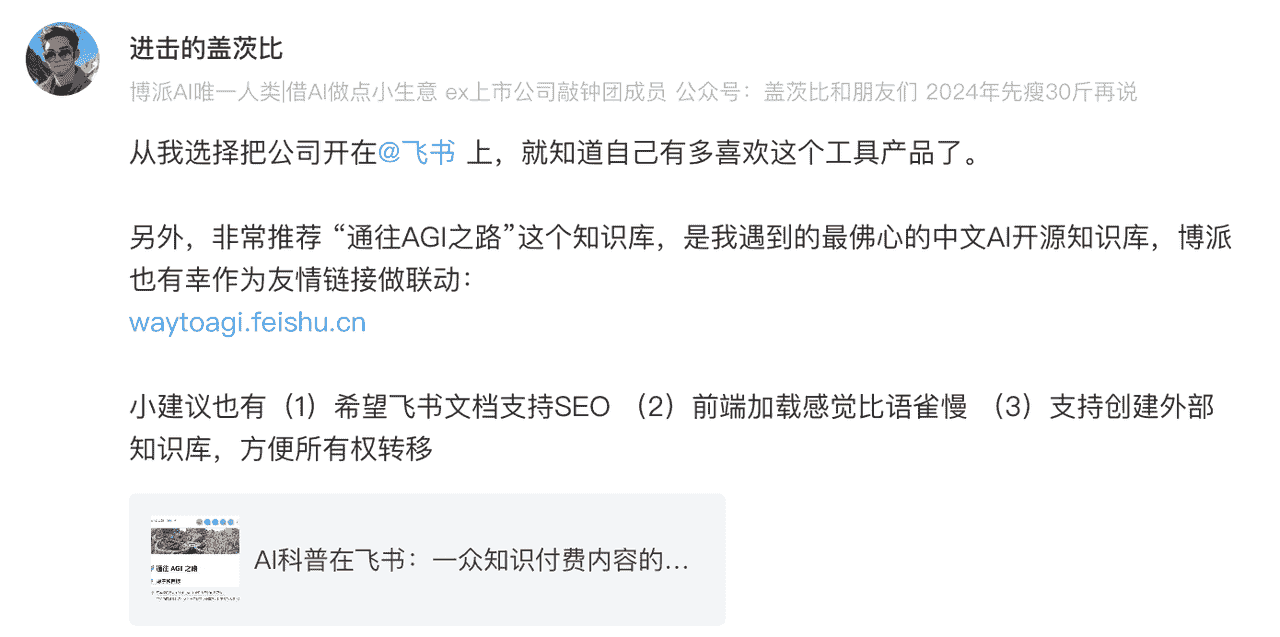 进击的盖茨比
博派AI唯一人类|借AI做点小生意 ex上市公司敲钟团成员 公众号：盖茨比和朋友们 2024年先瘦30斤再说
从我选择把公司开在@飞书 上，就知道自己有多喜欢这个工具产品了。
另外，非常推荐 “通往AGI之路”这个知识库，是我遇到的最佛心的中文AI开源知识库，博派
也有幸作为友情链接做联动：
waytoagi.feishu.cn
小建议也有（1）希望飞书文档支持SEO （2）前端加载感觉比语雀慢 （3）支持创建外部
知识库，方便所有权转移
通往 AGI 之路
AI科普在飞书：一众知识付费内容的...